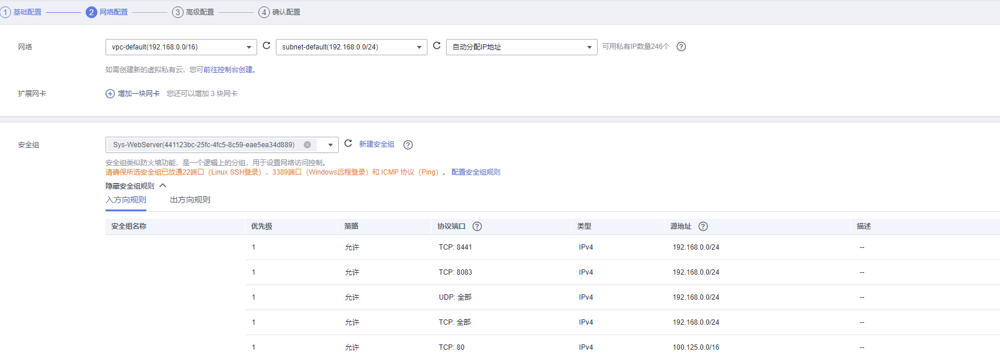 1 基础配置 2 网络配置 3 高级配置 4 确认配置
网络 vpc-default(192.168.0.0/16) subnet-default(192.168.0.0/24) 自动分配IP地址 可用私有IP数量246个 ?
如需创建新的虚拟私有云，您可前往控制台创建。
扩展网卡 增加一块网卡 您还可以增加 3 块网卡
安全组 Sys-WebServer(441123bc-25fc-4fc5-8c59-eae5ea34d889) 新建安全组 ?
安全组类似防火墙功能，是一个逻辑上的分组，用于设置网络访问控制。
请确保所选安全组已放通22端口（Linux SSH登录），3389端口（Windows远程登录）和 ICMP 协议（Ping）。 配置安全组规则
隐藏安全组规则
入方向规则 出方向规则
安全组名称 优先级 策略 协议端口 ? 类型 源地址 ? 描述
1 允许 TCP: 8441 IPv4 192.168.0.0/24 --
1 允许 TCP: 8083 IPv4 192.168.0.0/24 --
1 允许 UDP: 全部 IPv4 192.168.0.0/24 --
1 允许 TCP: 全部 IPv4 192.168.0.0/24 --
1 允许 TCP: 80 IPv4 100.125.0.0/16 --